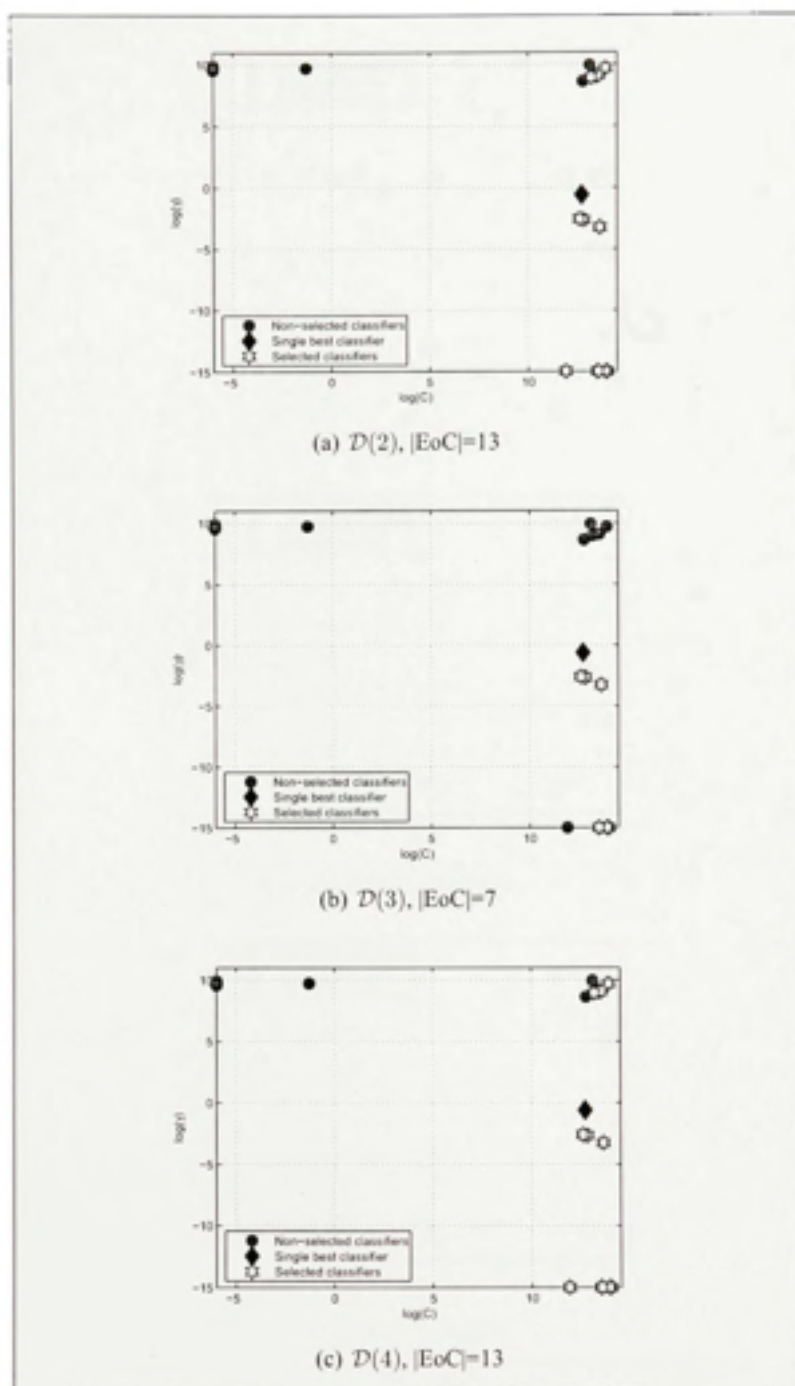 10
5
0
−5
−10
−15
log(γ)
Non−selected classifiers
Single best classifier
Selected classifiers
−5 0 5 10
log(C)
(a) D(2), |EoC|=13
10
5
0
−5
−10
−15
log(γ)
Non−selected classifiers
Single best classifier
Selected classifiers
−5 0 5 10
log(C)
(b) D(3), |EoC|=7
10
5
0
−5
−10
−15
log(γ)
Non−selected classifiers
Single best classifier
Selected classifiers
−5 0 5 10
log(C)
(c) D(4), |EoC|=13